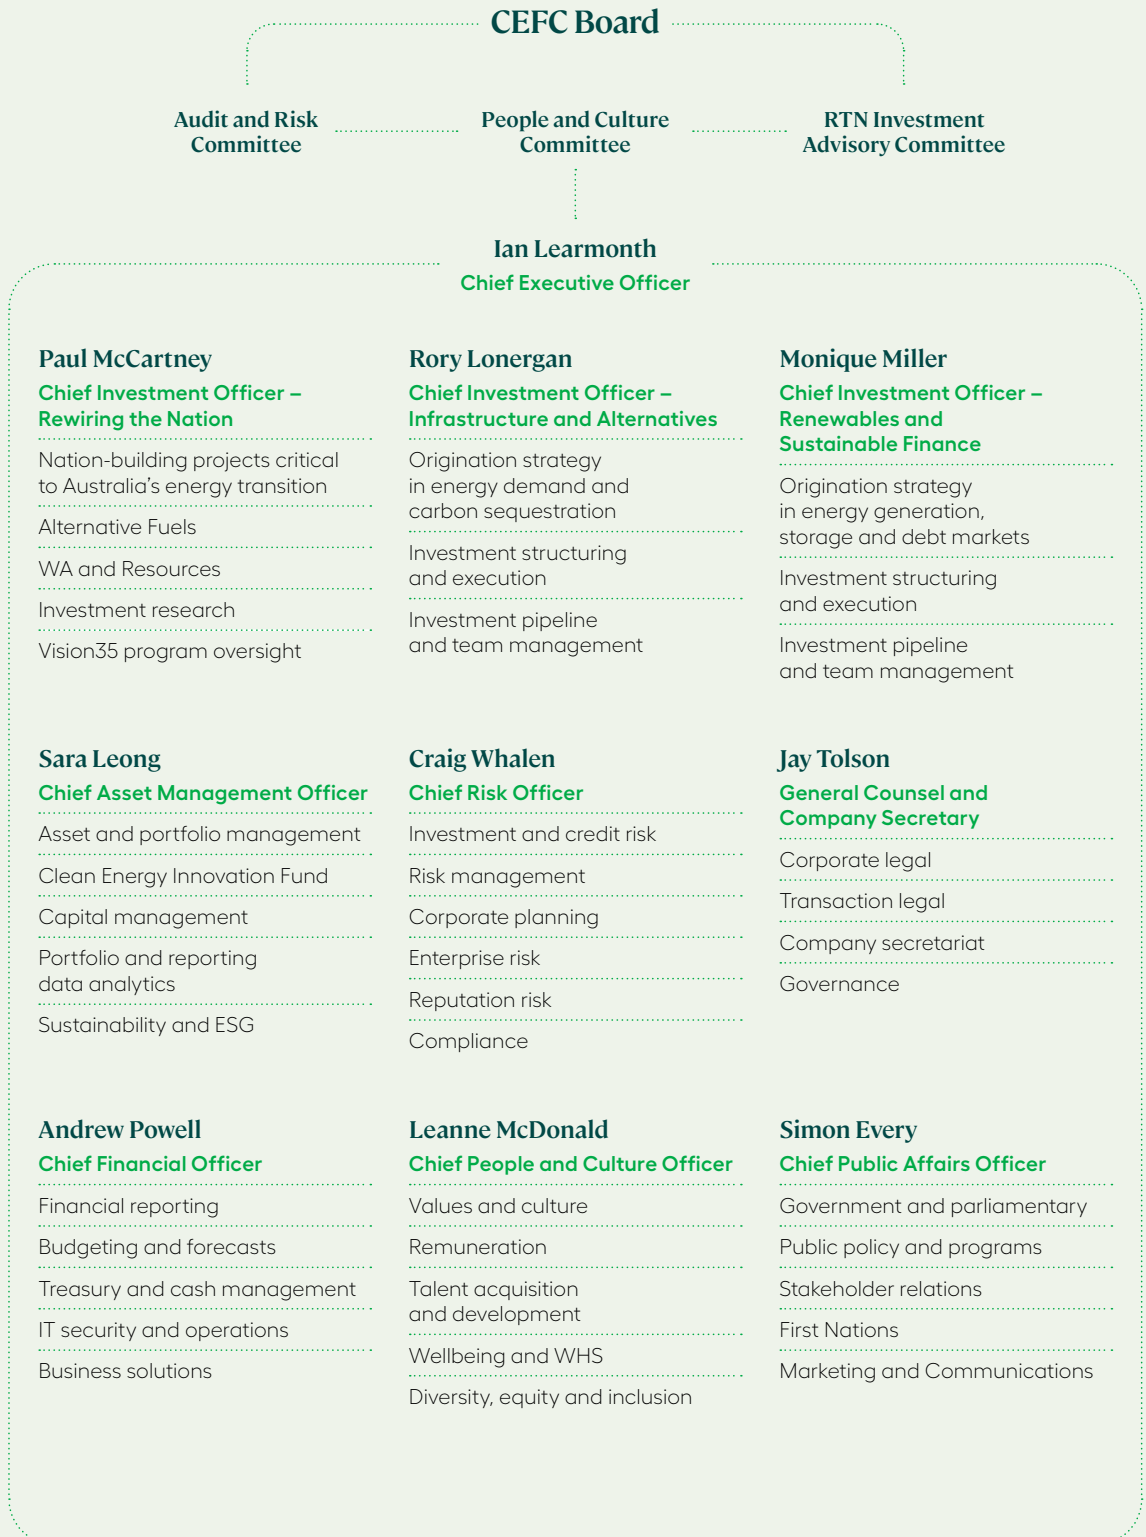 CEFC Board
Audit and Risk
Committee
People and Culture
Committee
RTN Investment
Advisory Committee
Ian Learmonth
Chief Executive Officer
Paul McCartney
Chief Investment Officer –
Rewiring the Nation
Nation-building projects critical
to Australia's energy transition
Alternative Fuels
WA and Resources
Investment research
Vision35 program oversight
Rory Lonergan
Chief Investment Officer –
Infrastructure and Alternatives
Origination strategy
in energy demand and
carbon sequestration
Investment structuring
and execution
Investment pipeline
and team management
Monique Miller
Chief Investment Officer –
Renewables and
Sustainable Finance
Origination strategy
in energy generation,
storage and debt markets
Investment structuring
and execution
Investment pipeline
and team management
Sara Leong
Chief Asset Management Officer
Asset and portfolio management
Clean Energy Innovation Fund
Capital management
Portfolio and reporting
data analytics
Sustainability and ESG
Craig Whalen
Chief Risk Officer
Investment and credit risk
Risk management
Corporate planning
Enterprise risk
Reputation risk
Compliance
Jay Tolson
General Counsel and
Company Secretary
Corporate legal
Transaction legal
Company secretariat
Governance
Andrew Powell
Chief Financial Officer
Financial reporting
Budgeting and forecasts
Treasury and cash management
IT security and operations
Business solutions
Leanne McDonald
Chief People and Culture Officer
Values and culture
Remuneration
Talent acquisition
and development
Wellbeing and WHS
Diversity, equity and inclusion
Simon Every
Chief Public Affairs Officer
Government and parliamentary
Public policy and programs
Stakeholder relations
First Nations
Marketing and Communications